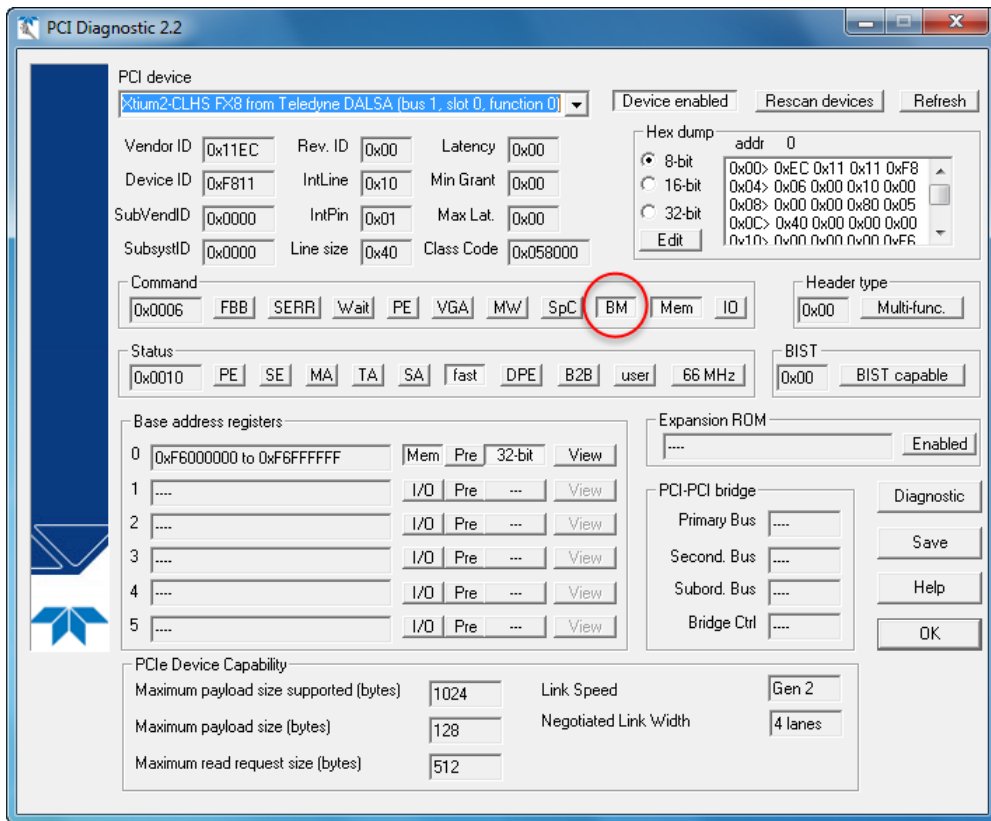 PCI Diagnostic 2.2
PCI device
Xtium2-CLHS FX8 from Teledyne DALSA (bus 1, slot 0, function 0) Device enabled Rescan devices Refresh
Vendor ID 0x11EC Rev. ID 0x00 Latency 0x00
Device ID 0xF811 IntLine 0x10 Min Grant 0x00
SubVendID 0x0000 IntPin 0x01 Max Lat. 0x00
SubsystID 0x0000 Line size 0x40 Class Code 0x058000
Hex dump addr 0
8-bit
16-bit
32-bit
Edit
0x00> 0xEC 0x11 0x11 0xF8
0x04> 0x06 0x00 0x10 0x00
0x08> 0x00 0x00 0x80 0x05
0x0C> 0x40 0x00 0x00 0x00
0x10> 0x00 0x00 0x00 0xF6
Command
0x0006 FBB SERR Wait PE VGA MW SpC BM Mem IO
Header type
0x00 Multi-func.
Status
0x0010 PE SE MA TA SA fast DPE B2B user 66 MHz
BIST
0x00 BIST capable
Base address registers
0 0xF6000000 to 0xF6FFFFFF Mem Pre 32-bit View
1 ---- I/O Pre --- View
2 ---- I/O Pre --- View
3 ---- I/O Pre --- View
4 ---- I/O Pre --- View
5 ---- I/O Pre --- View
Expansion ROM
---- Enabled
PCI-PCI bridge
Primary Bus ----
Second. Bus ----
Subord. Bus ----
Bridge Ctrl ----
Diagnostic
Save
Help
OK
PCIe Device Capability
Maximum payload size supported (bytes) 1024 Link Speed Gen 2
Maximum payload size (bytes) 128 Negotiated Link Width 4 lanes
Maximum read request size (bytes) 512